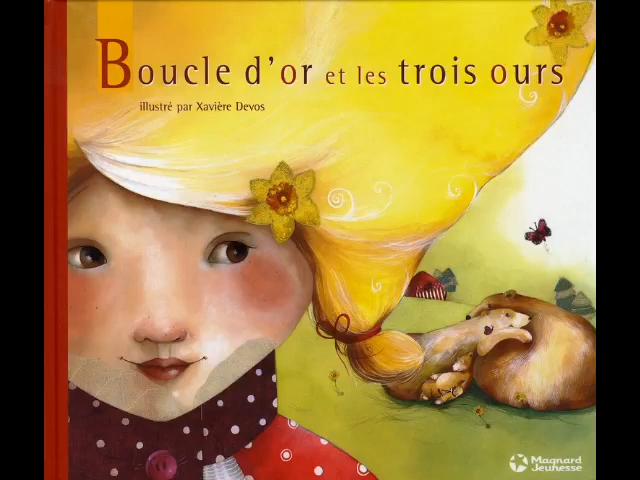 Boucle d'or et les trois ours
illustré par Xavière Devos
Magnard
Jeunesse